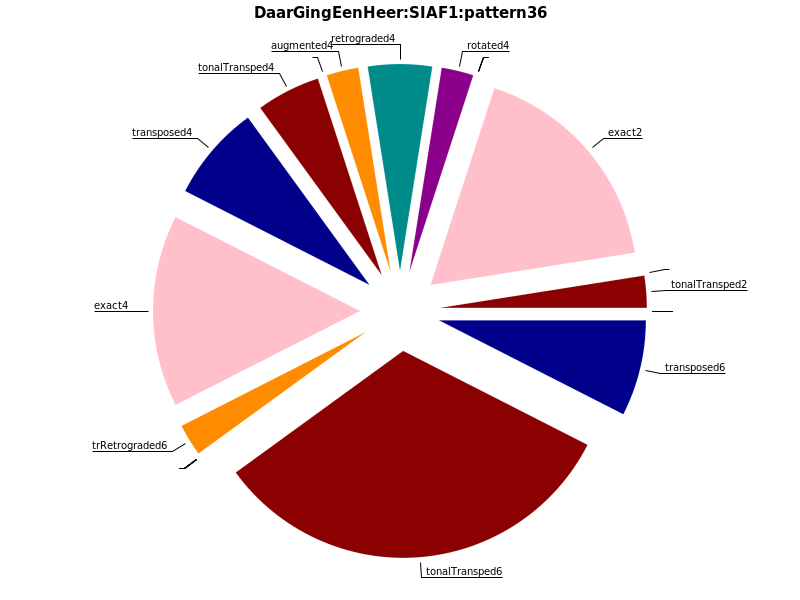 DaarGingEenHeer:SIAF1:pattern36
retrograded4
augmented4
rotated4
tonalTransped4
transposed4
exact2
exact4
tonalTransped2
transposed6
trRetrograded6
tonalTransped6